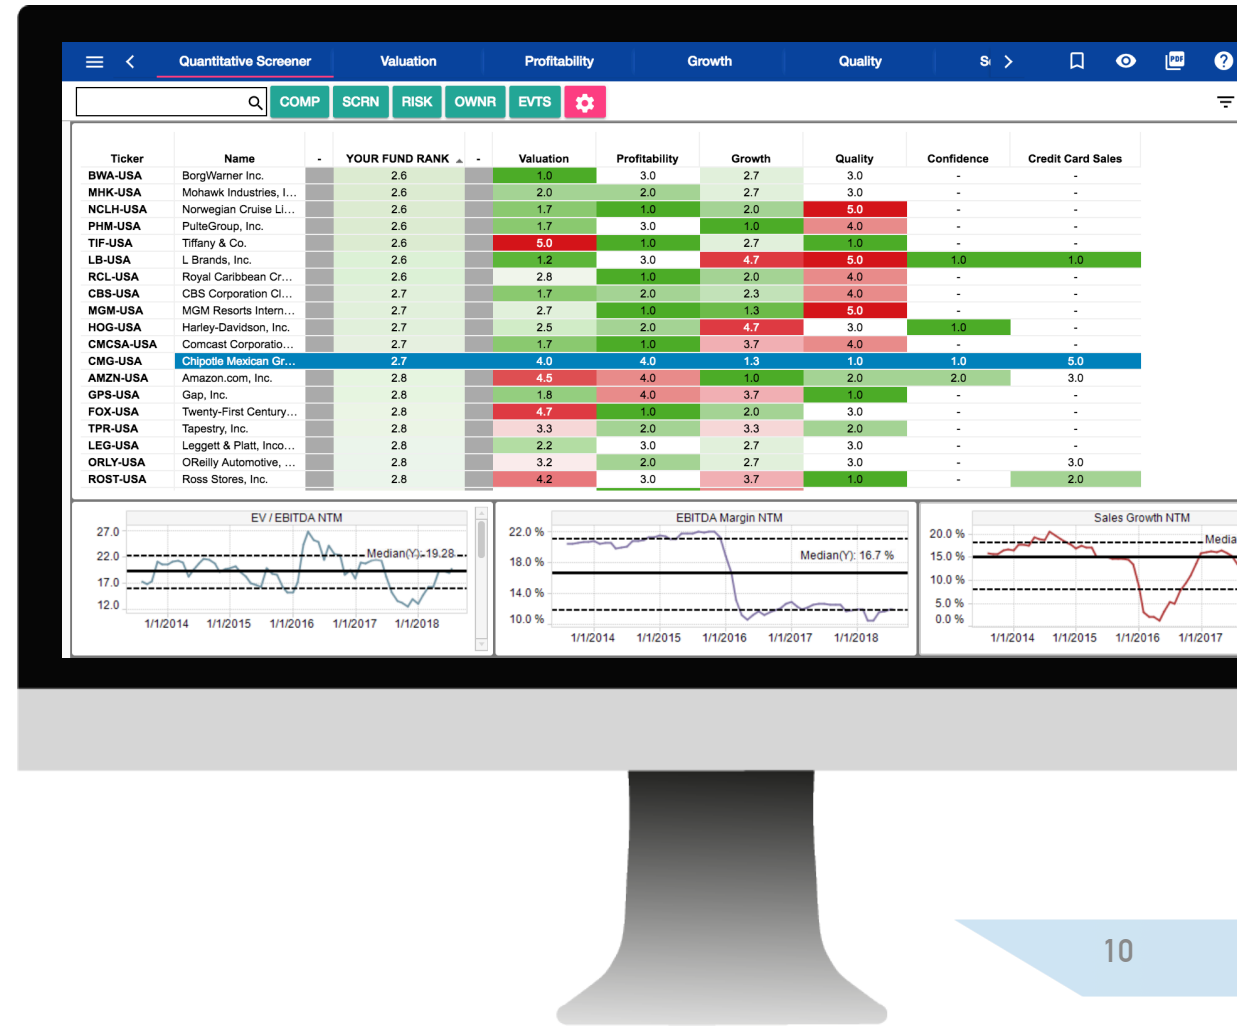 Quantitative Screener Valuation Profitability Growth Quality PDF ?
COMP SCRN RISK OWNR EVTS
Ticker Name - YOUR FUND RANK - Valuation Profitability Growth Quality Confidence Credit Card Sales
BWA-USA BorgWarner Inc. 2.6 1.0 3.0 2.7 3.0 - -
MHK-USA Mohawk Industries, I... 2.6 2.0 2.0 2.7 3.0 - -
NCLH-USA Norwegian Cruise Li... 2.6 1.7 1.0 2.0 5.0 - -
PHM-USA PulteGroup, Inc. 2.6 1.7 3.0 1.0 4.0 - -
TIF-USA Tiffany & Co. 2.6 5.0 1.0 2.7 1.0 - -
LB-USA L Brands, Inc. 2.6 1.2 3.0 4.7 5.0 1.0 1.0
RCL-USA Royal Caribbean Cr... 2.6 2.8 1.0 2.0 4.0 - -
CBS-USA CBS Corporation Cl... 2.7 1.7 2.0 2.3 4.0 - -
MGM-USA MGM Resorts Intern... 2.7 2.7 1.0 1.3 5.0 - -
HOG-USA Harley-Davidson, Inc. 2.7 2.5 2.0 4.7 3.0 1.0 -
CMCSA-USA Comcast Corporatio... 2.7 1.7 1.0 3.7 4.0 - -
CMG-USA Chipotle Mexican Gr... 2.7 4.0 4.0 1.3 1.0 1.0 5.0
AMZN-USA Amazon.com, Inc. 2.8 4.5 4.0 1.0 2.0 2.0 3.0
GPS-USA Gap, Inc. 2.8 1.8 4.0 3.7 1.0 - -
FOX-USA Twenty-First Century... 2.8 4.7 1.0 2.0 3.0 - -
TPR-USA Tapestry, Inc. 2.8 3.3 2.0 3.3 2.0 - -
LEG-USA Leggett & Platt, Inco... 2.8 2.2 3.0 2.7 3.0 - -
ORLY-USA OReilly Automotive, ... 2.8 3.2 2.0 2.7 3.0 - 3.0
ROST-USA Ross Stores, Inc. 2.8 4.2 3.0 3.7 1.0 - 2.0
EV / EBITDA NTM
27.0
22.0
17.0
12.0
Median(Y): 19.28
1/1/2014 1/1/2015 1/1/2016 1/1/2017 1/1/2018
EBITDA Margin NTM
22.0 %
18.0 %
14.0 %
10.0 %
Median(Y): 16.7 %
1/1/2014 1/1/2015 1/1/2016 1/1/2017 1/1/2018
Sales Growth NTM
20.0 %
15.0 %
10.0 %
5.0 %
0.0 %
1/1/2014 1/1/2015 1/1/2016 1/1/2017
10